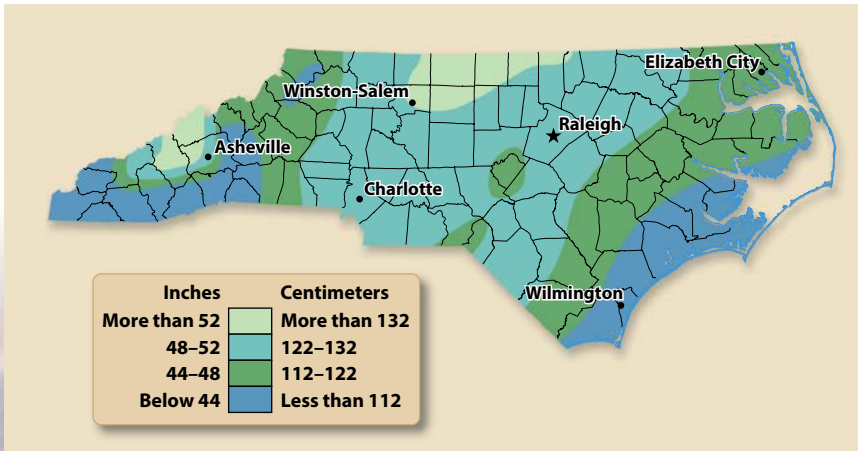 Elizabeth City
Winston-Salem
Raleigh
Asheville
Charlotte
Wilmington
Inches Centimeters
More than 52 More than 132
48–52 122–132
44–48 112–122
Below 44 Less than 112